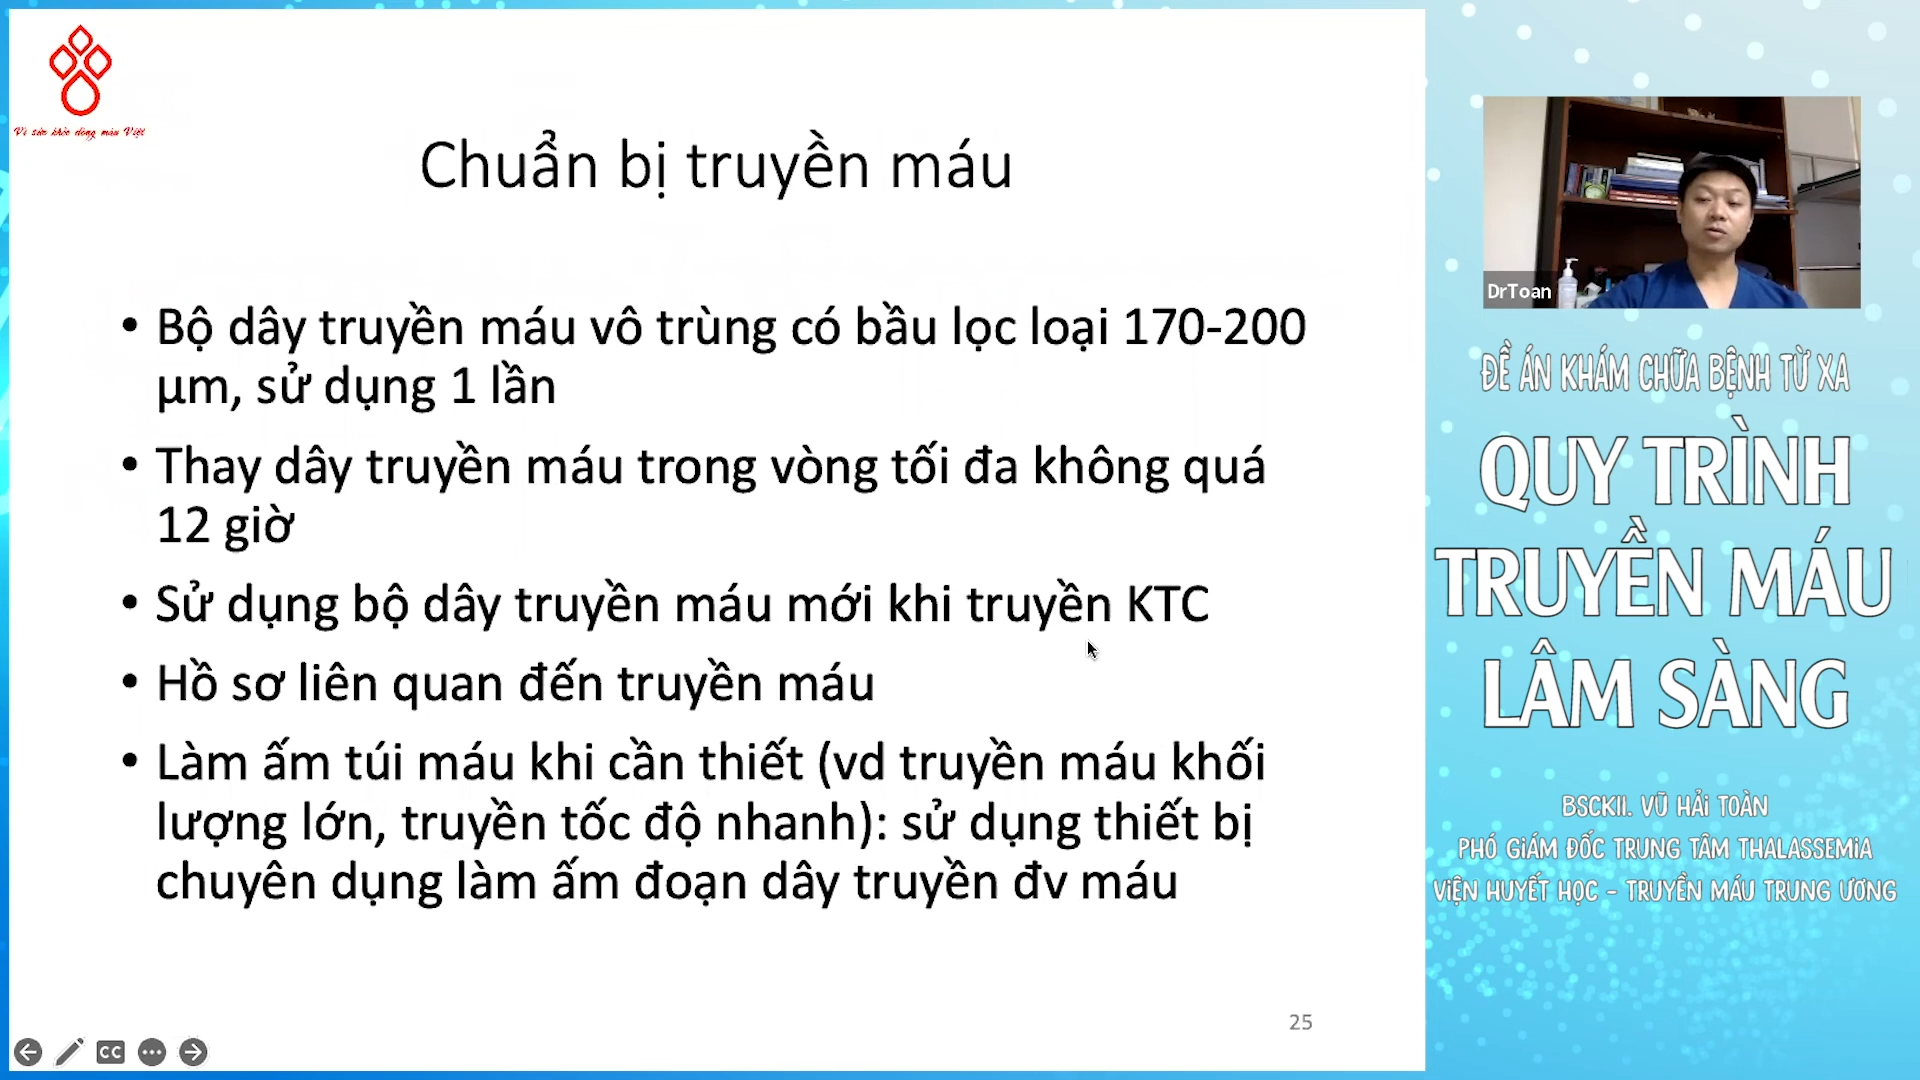 Vì sức khỏe dòng máu Việt
Chuẩn bị truyền máu
• Bộ dây truyền máu vô trùng có bầu lọc loại 170-200
µm, sử dụng 1 lần
• Thay dây truyền máu trong vòng tối đa không quá
12 giờ
• Sử dụng bộ dây truyền máu mới khi truyền KTC
• Hồ sơ liên quan đến truyền máu
• Làm ấm túi máu khi cần thiết (vd truyền máu khối
lượng lớn, truyền tốc độ nhanh): sử dụng thiết bị
chuyên dụng làm ấm đoạn dây truyền đv máu
25
CC
DrToan
ĐỀ ÁN KHÁM CHỮA BỆNH TỪ XA
QUY TRÌNH
TRUYỀN MÁU
LÂM SÀNG
BSCKII. VŨ HẢI TOÀN
PHÓ GIÁM ĐỐC TRUNG TÂM THALASSEMIA
VIỆN HUYẾT HỌC - TRUYỀN MÁU TRUNG ƯƠNG